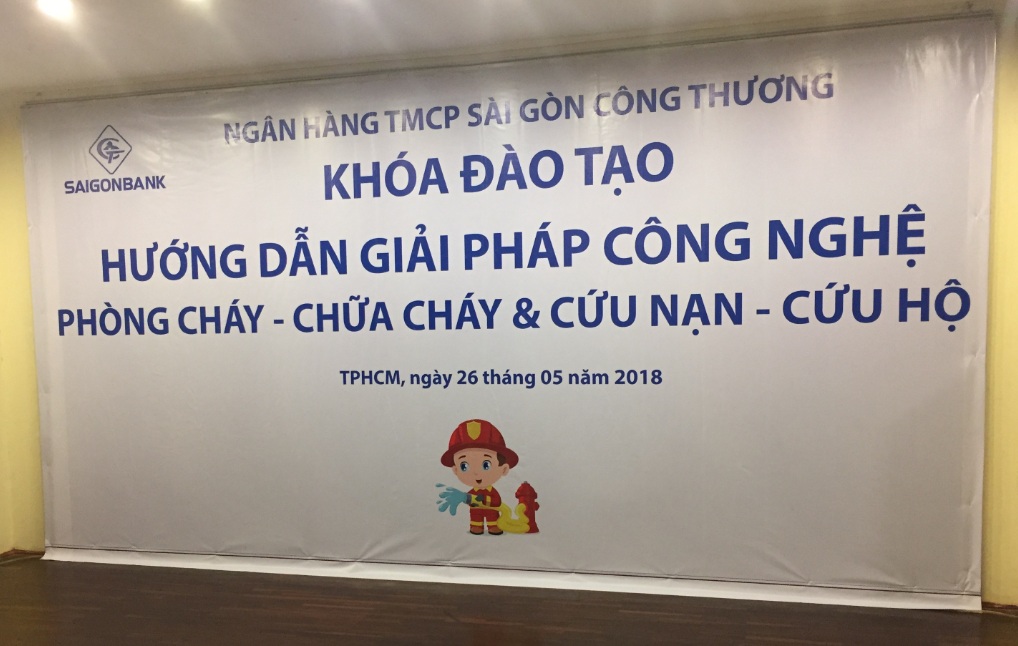 NGÂN HÀNG TMCP SÀI GÒN CÔNG THƯƠNG
SAIGONBANK
KHÓA ĐÀO TẠO
HƯỚNG DẪN GIẢI PHÁP CÔNG NGHỆ
PHÒNG CHÁY - CHỮA CHÁY & CỨU NẠN - CỨU HỘ
TPHCM, ngày 26 tháng 05 năm 2018